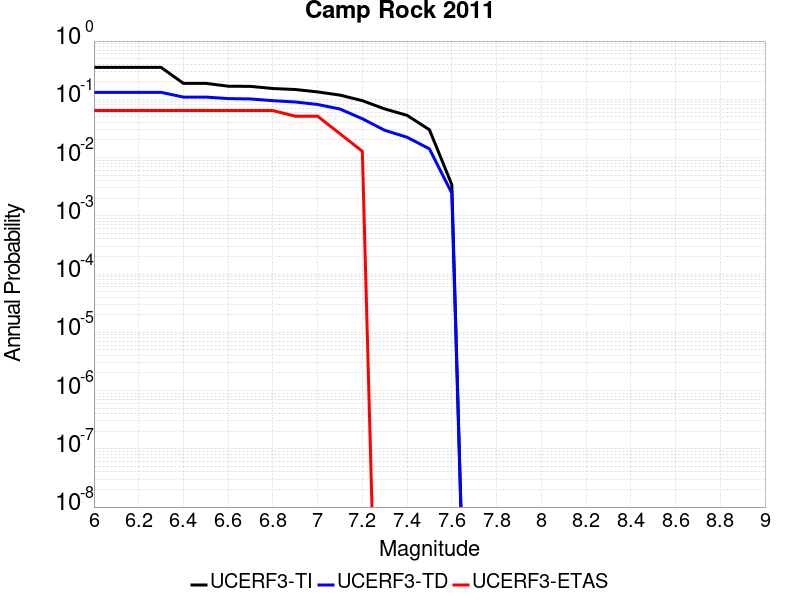 Camp Rock 2011
10^0
10^-1
10^-2
10^-3
10^-4
10^-5
10^-6
10^-7
10^-8
Annual Probability
6 6.2 6.4 6.6 6.8 7 7.2 7.4 7.6 7.8 8 8.2 8.4 8.6 8.8 9
Magnitude
UCERF3-TI UCERF3-TD UCERF3-ETAS